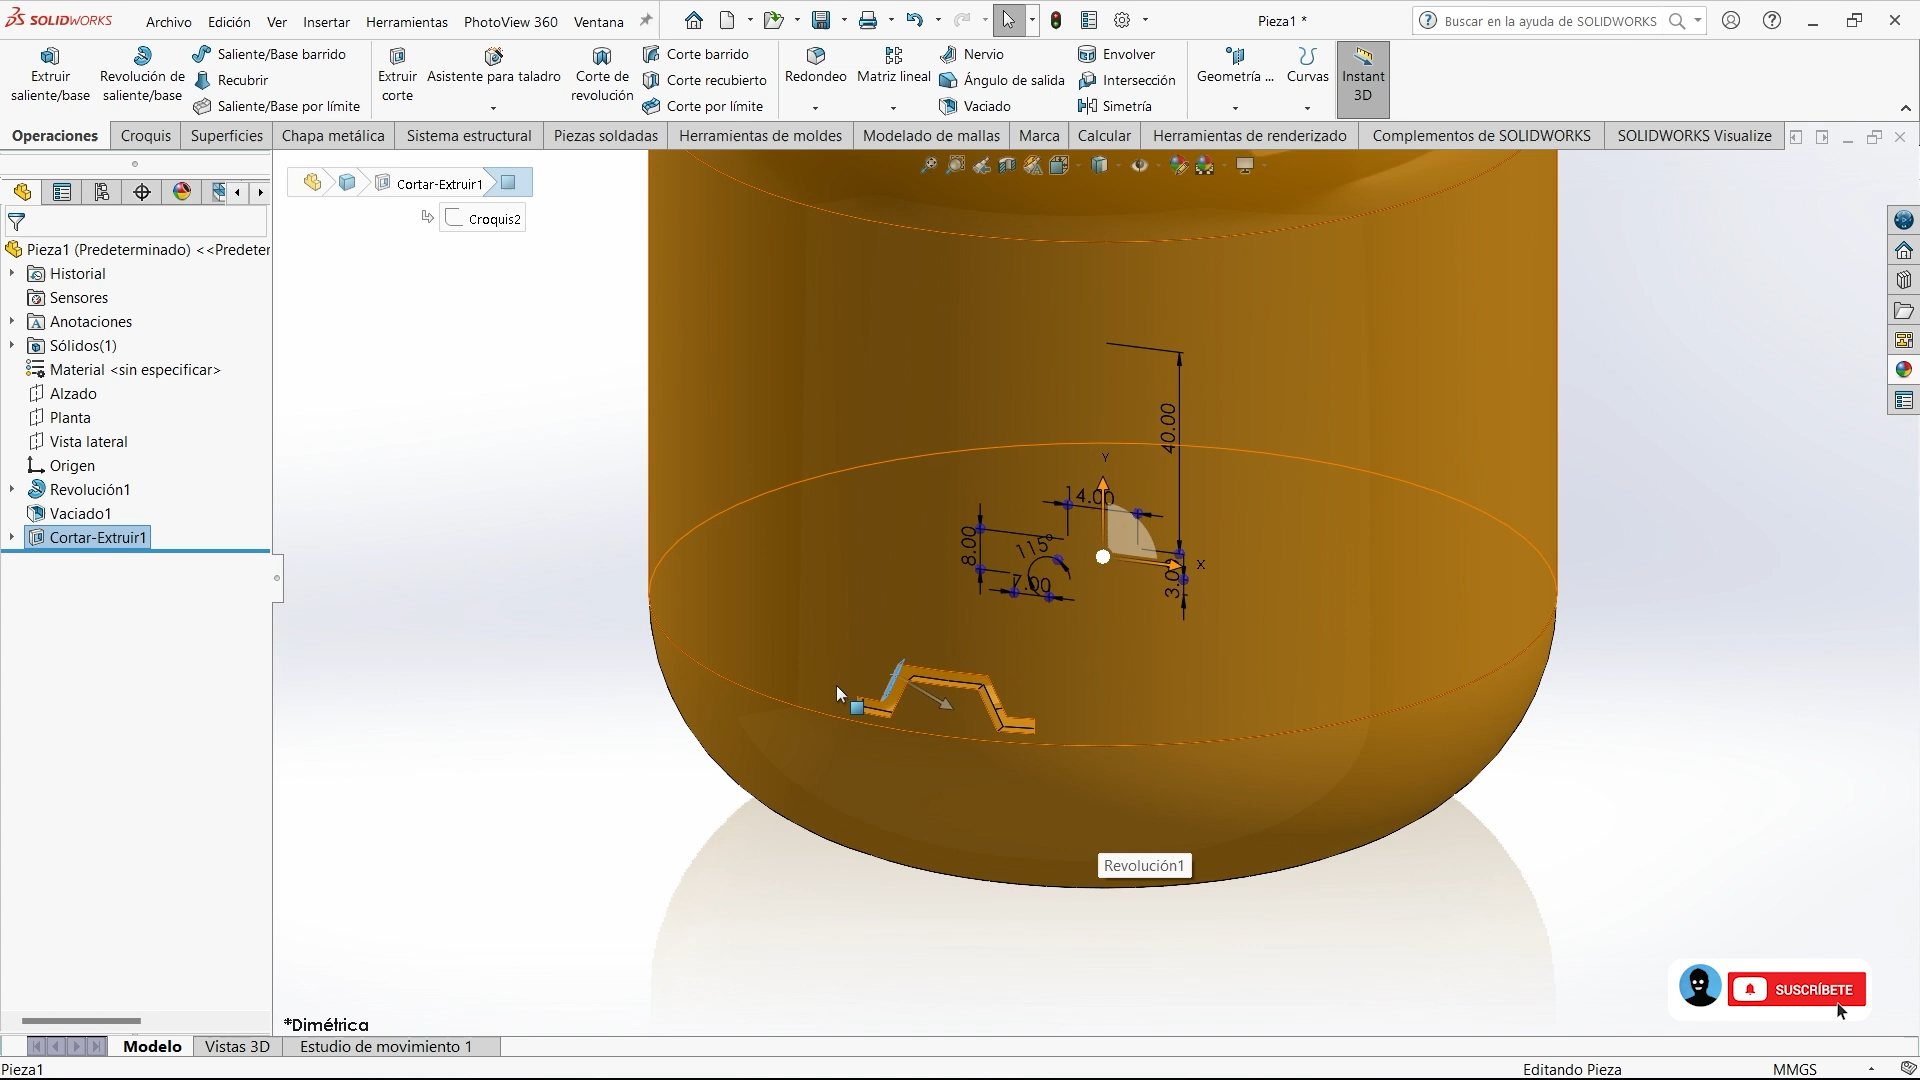 SOLIDWORKS Archivo Edición Ver Insertar Herramientas PhotoView 360 Ventana Pieza1 * Buscar en la ayuda de SOLIDWORKS
Extruir saliente/base
Revolución de saliente/base
Saliente/Base barrido
Recubrir
Saliente/Base por límite
Extruir corte
Asistente para taladro
Corte de revolución
Corte barrido
Corte recubierto
Corte por límite
Redondeo
Matriz lineal
Nervio
Ángulo de salida
Vaciado
Envolver
Intersección
Simetría
Geometría ...
Curvas
Instant 3D
Operaciones Croquis Superficies Chapa metálica Sistema estructural Piezas soldadas Herramientas de moldes Modelado de mallas Marca Calcular Herramientas de renderizado Complementos de SOLIDWORKS SOLIDWORKS Visualize
Cortar-Extruir1
Croquis2
Pieza1 (Predeterminado) <<Predeter
Historial
Sensores
Anotaciones
Sólidos(1)
Material <sin especificar>
Alzado
Planta
Vista lateral
Origen
Revolución1
Vaciado1
Cortar-Extruir1
40.00
Y
14.00
8.00
115°
X
7.00
Revolución1
SUSCRÍBETE
*Dimétrica
Modelo Vistas 3D Estudio de movimiento 1
Pieza1 Editando Pieza MMGS